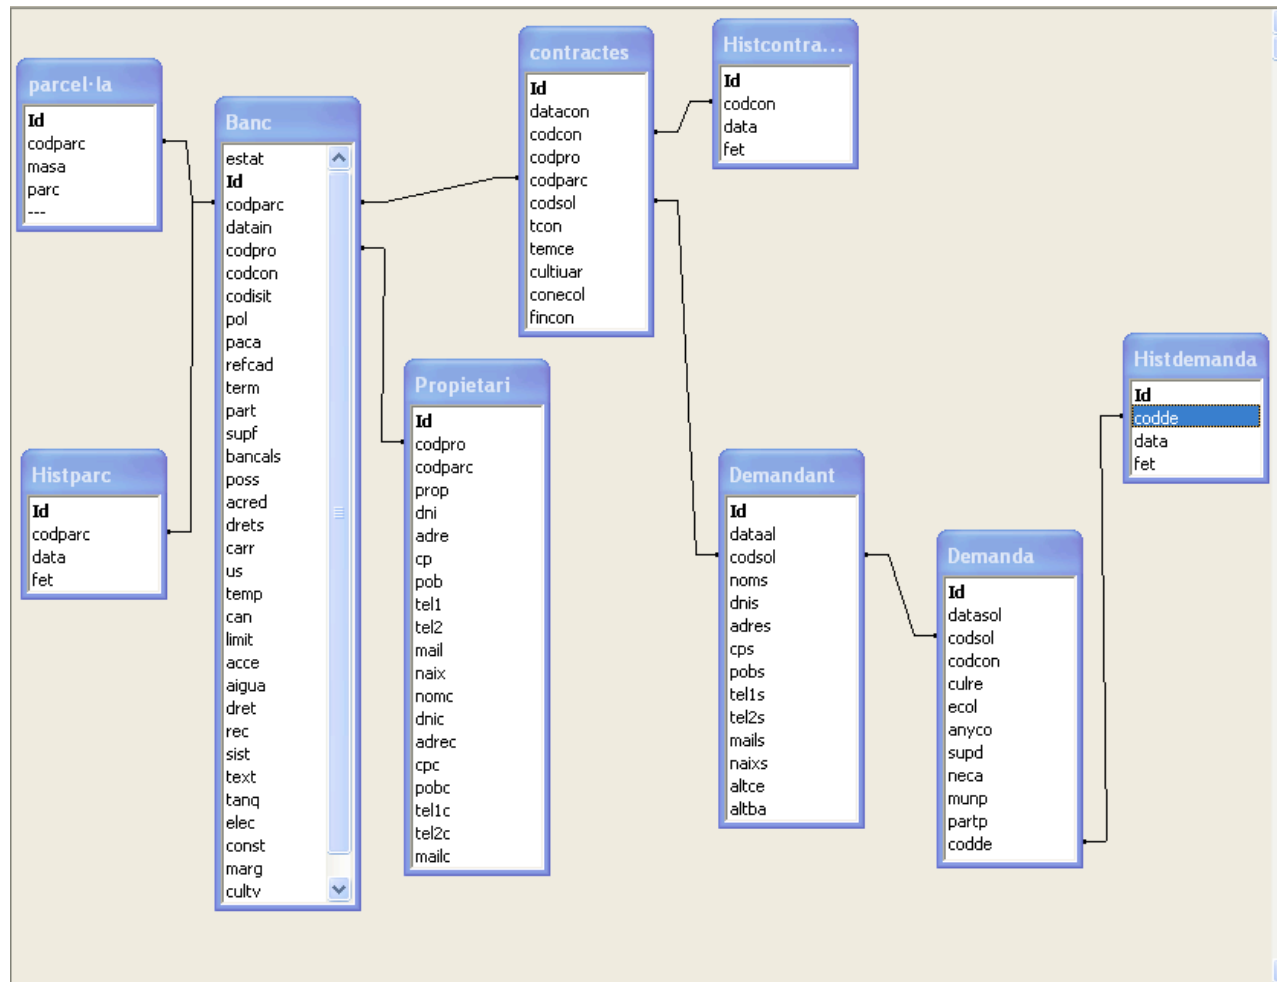 parcel·la
Id
codparc
masa
parc
---
Banc
estat
Id
codparc
datain
codpro
codcon
codisit
pol
paca
refcad
term
part
supf
bancals
poss
acred
drets
carr
us
temp
can
limit
acce
aigua
dret
rec
sist
text
tanq
elec
const
marg
cultv
Histparc
Id
codparc
data
fet
contractes
Id
datacon
codcon
codpro
codparc
codsol
tcon
temce
cultiuar
conecol
fincon
Histcontra...
Id
codcon
data
fet
Propietari
Id
codpro
codparc
prop
dni
adre
cp
pob
tel1
tel2
mail
naix
nomc
dnic
adrec
cpc
pobc
tel1c
tel2c
mailc
Demandant
Id
dataal
codsol
noms
dnis
adres
cps
pobs
tel1s
tel2s
mails
naixs
altce
altba
Demanda
Id
datasol
codsol
codcon
culre
ecol
anyco
supd
neca
munp
partp
codde
Histdemanda
Id
codde
data
fet